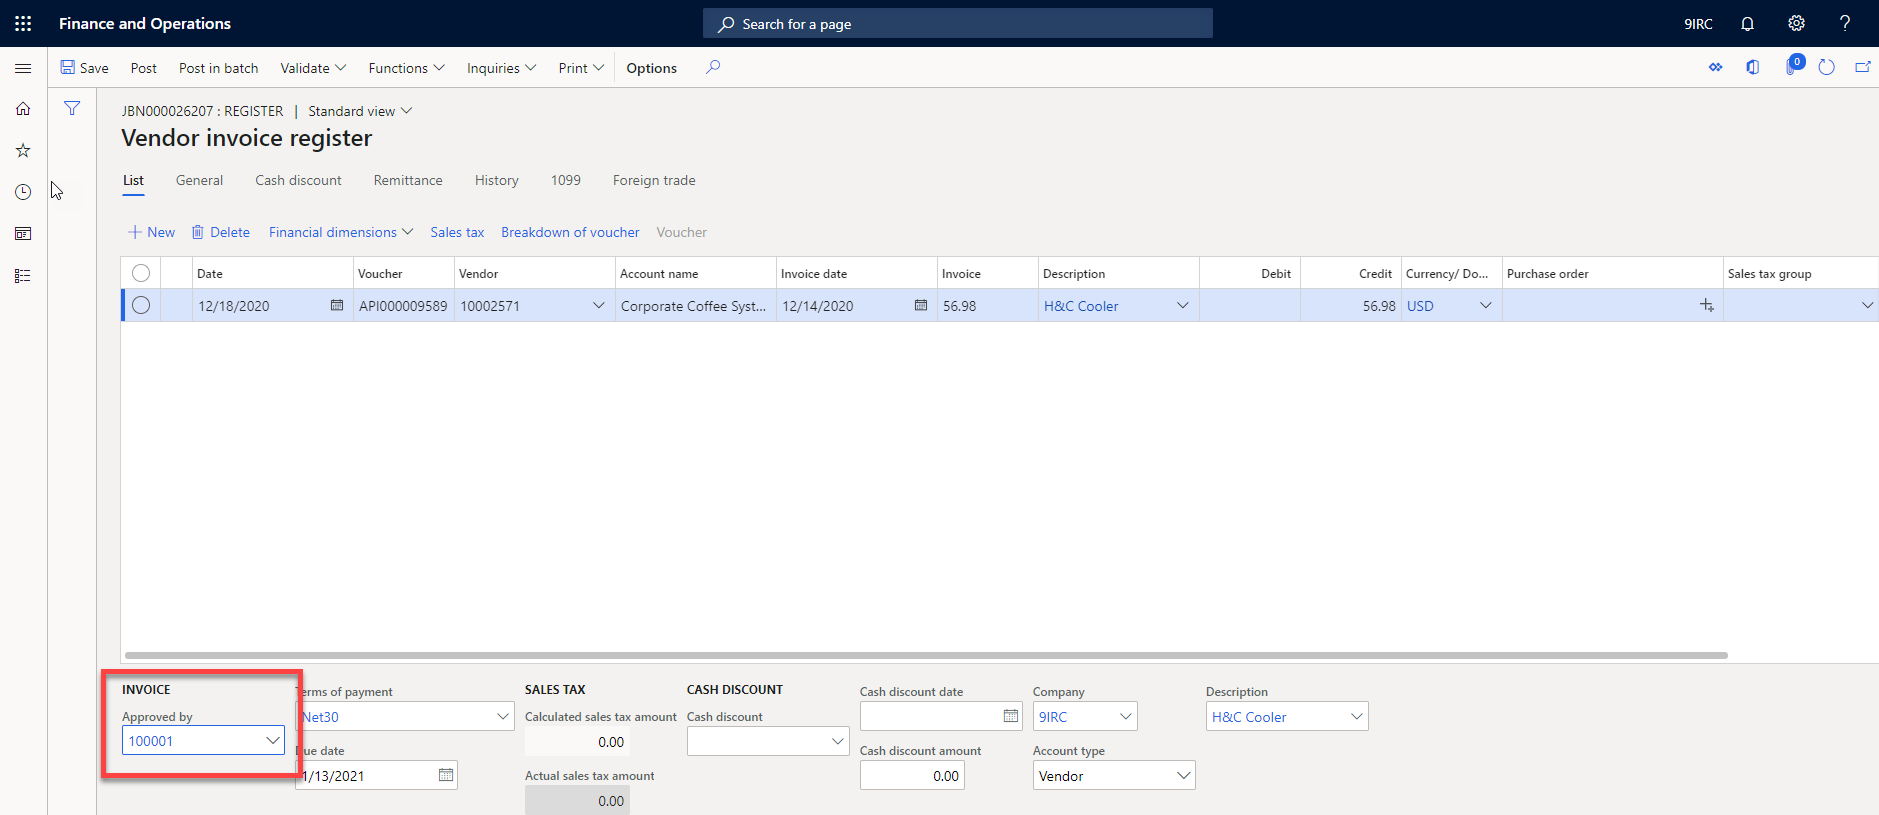 Finance and Operations Search for a page 9IRC ?
Save Post Post in batch Validate Functions Inquiries Print Options 0
JBN000026207 : REGISTER | Standard view
Vendor invoice register
List General Cash discount Remittance History 1099 Foreign trade
New Delete Financial dimensions Sales tax Breakdown of voucher Voucher
Date Voucher Vendor Account name Invoice date Invoice Description Debit Credit Currency/ Do... Purchase order Sales tax group
12/18/2020 API000009589 10002571 Corporate Coffee Syst... 12/14/2020 56.98 H&C Cooler 56.98 USD
INVOICE Terms of payment SALES TAX CASH DISCOUNT Cash discount date Company Description
Approved by Net30 Calculated sales tax amount Cash discount 9IRC H&C Cooler
100001 0.00
Due date Cash discount amount Account type
1/13/2021 Actual sales tax amount 0.00 Vendor
0.00